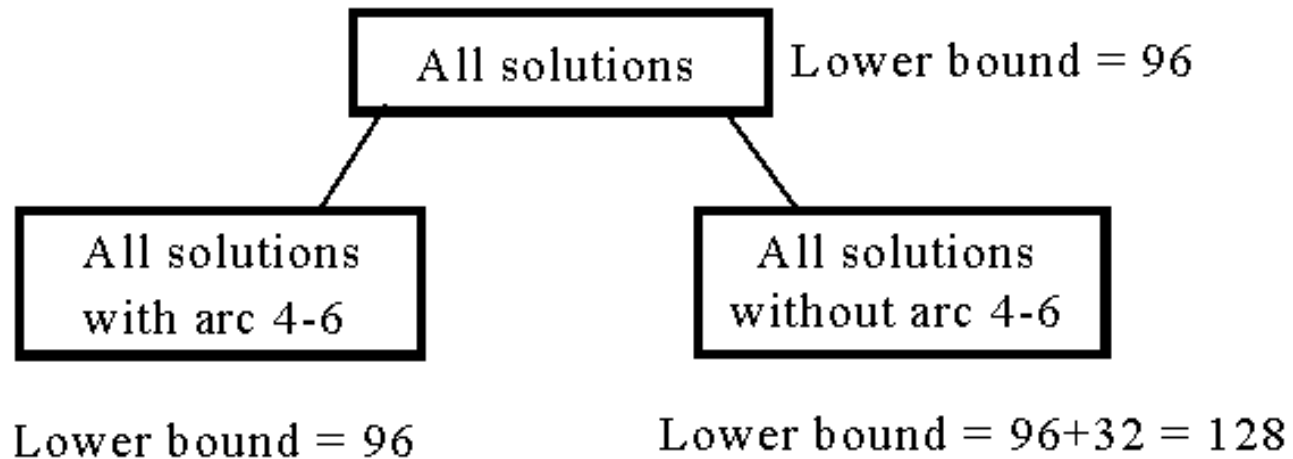 All solutions
Lower bound = 96
All solutions
with arc 4-6
All solutions
without arc 4-6
Lower bound = 96
Lower bound = 96+32 = 128